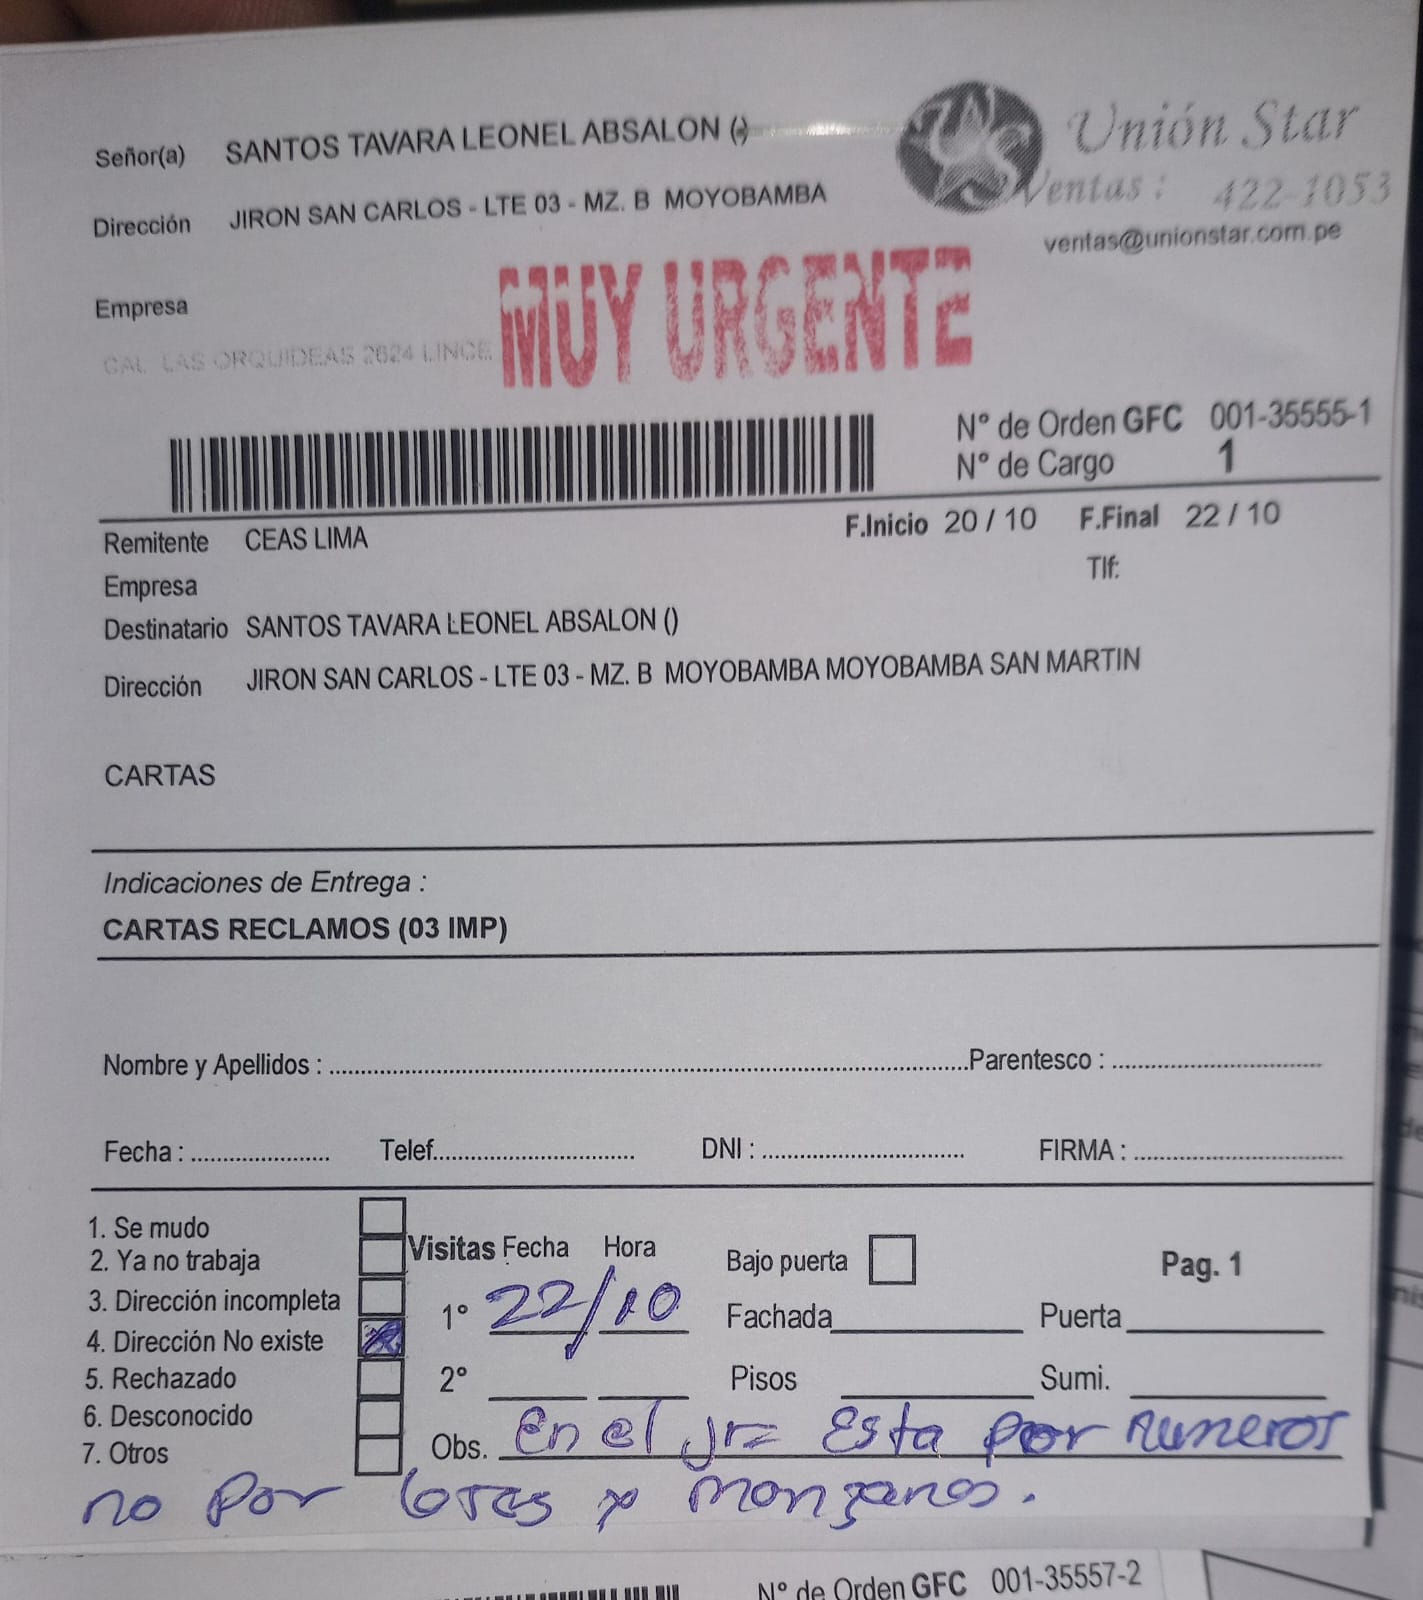 Señor(a) SANTOS TAVARA LEONEL ABSALON ()
Unión Star
Dirección JIRON SAN CARLOS - LTE 03 - MZ. B MOYOBAMBA
Ventas : 422-1053
ventas@unionstar.com.pe
Empresa
MUY URGENTE
CAL LAS ORQUIDEAS 2624 LINCE
N° de Orden GFC 001-35555-1
N° de Cargo 1
Remitente CEAS LIMA
F.Inicio 20 / 10 F.Final 22 / 10
Empresa
Tlf:
Destinatario SANTOS TAVARA LEONEL ABSALON ()
Dirección JIRON SAN CARLOS - LTE 03 - MZ. B MOYOBAMBA MOYOBAMBA SAN MARTIN
CARTAS
Indicaciones de Entrega :
CARTAS RECLAMOS (03 IMP)
Nombre y Apellidos : Parentesco :
Fecha : Telef. DNI : FIRMA :
1. Se mudo
2. Ya no trabaja
3. Dirección incompleta
4. Dirección No existe
5. Rechazado
6. Desconocido
7. Otros
Visitas Fecha Hora
1° 22/10
2°
Bajo puerta
Pag. 1
Fachada Puerta
Pisos Sumi.
Obs. En el Jr= Esta por numeros
no por lotes y manzanas.
N° de Orden GFC 001-35557-2